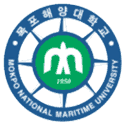 목포해양대학교
1950
MOKPO NATIONAL MARITIME UNIVERSITY